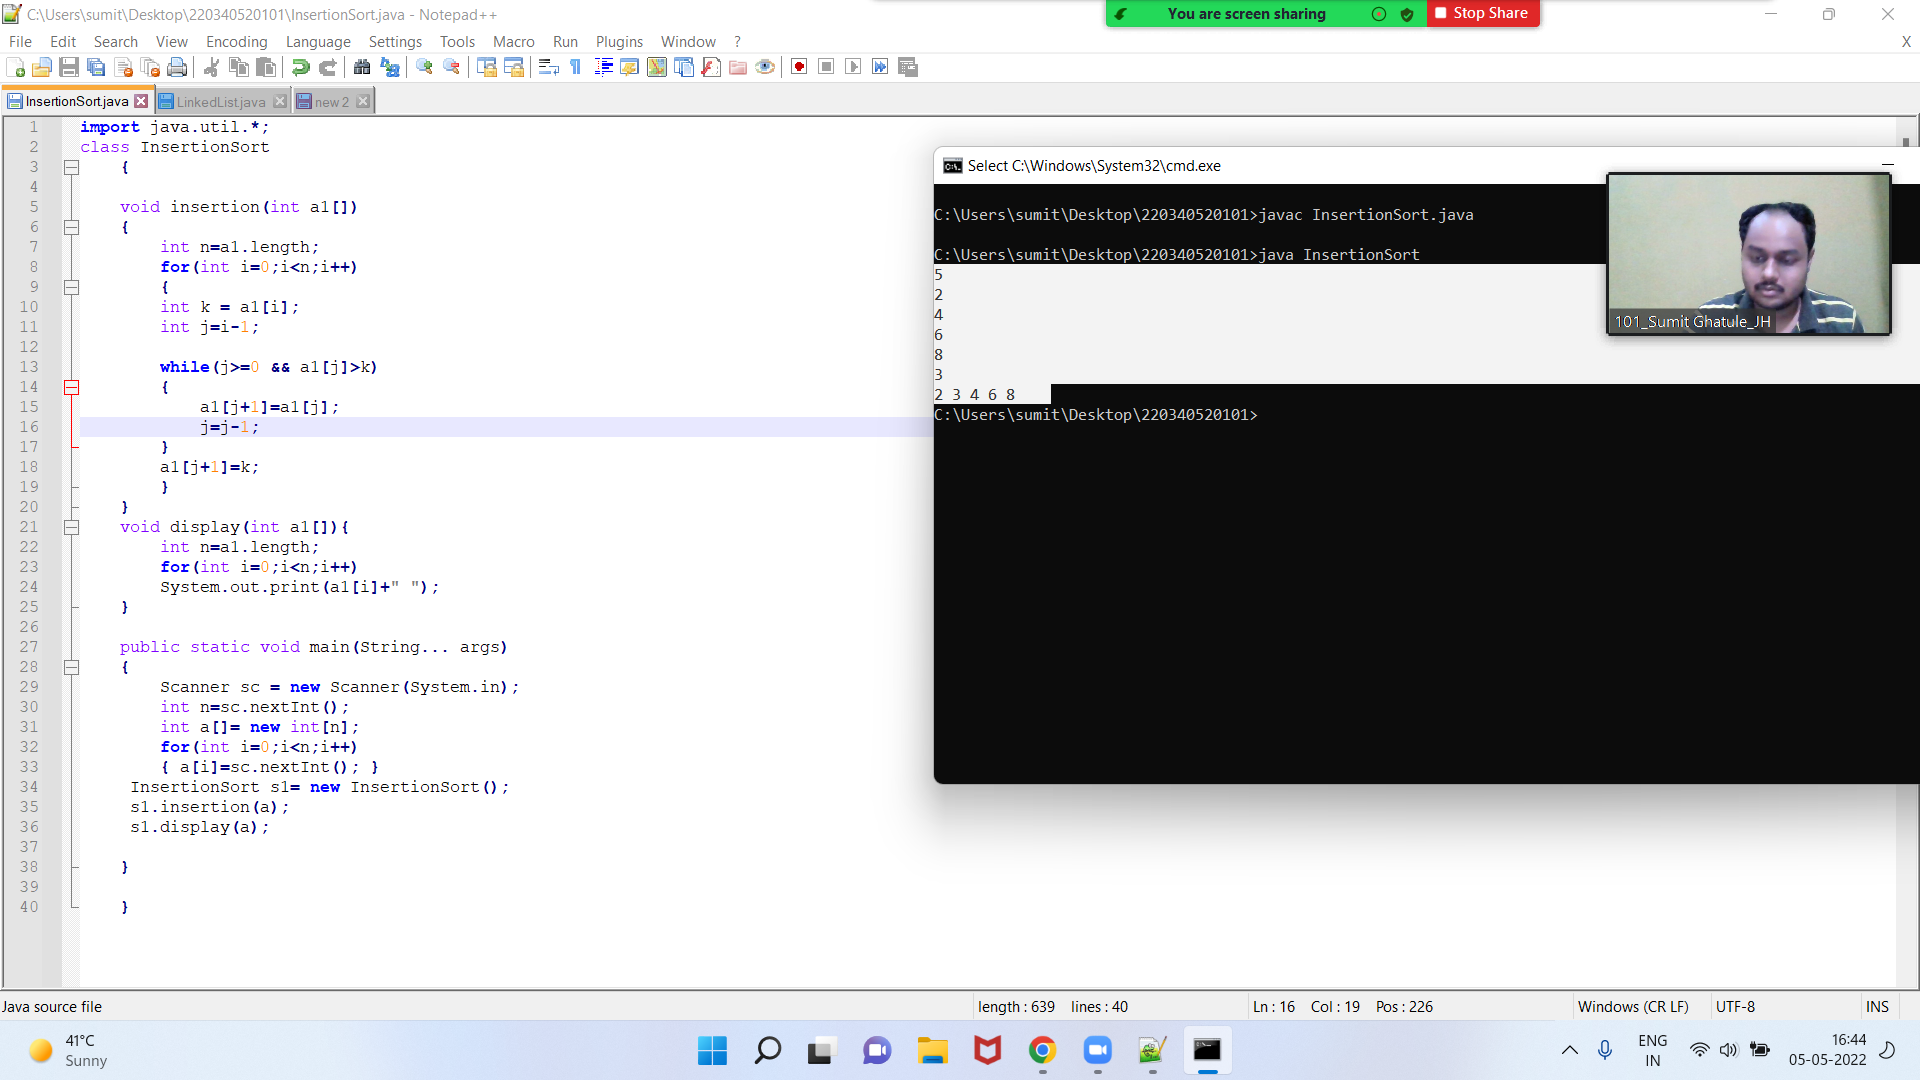 C:\Users\sumit\Desktop\220340520101\InsertionSort.java - Notepad++
You are screen sharing
Stop Share
File Edit Search View Encoding Language Settings Tools Macro Run Plugins Window ?
X
InsertionSort.java LinkedList.java new 2
1 import java.util.*;
2 class InsertionSort
3 {
4
5 void insertion(int a1[])
6 {
7 int n=a1.length;
8 for(int i=0;i<n;i++)
9 {
10 int k = a1[i];
11 int j=i-1;
12
13 while(j>=0 && a1[j]>k)
14 {
15 a1[j+1]=a1[j];
16 j=j-1;
17 }
18 a1[j+1]=k;
19 }
20 }
21 void display(int a1[]){
22 int n=a1.length;
23 for(int i=0;i<n;i++)
24 System.out.print(a1[i]+" ");
25 }
26
27 public static void main(String... args)
28 {
29 Scanner sc = new Scanner(System.in);
30 int n=sc.nextInt();
31 int a[]= new int[n];
32 for(int i=0;i<n;i++)
33 { a[i]=sc.nextInt(); }
34 InsertionSort s1= new InsertionSort();
35 s1.insertion(a);
36 s1.display(a);
37
38 }
39
40 }
Select C:\Windows\System32\cmd.exe
C:\Users\sumit\Desktop\220340520101>javac InsertionSort.java
C:\Users\sumit\Desktop\220340520101>java InsertionSort
5
2
4
6
8
3
2 3 4 6 8
C:\Users\sumit\Desktop\220340520101>
101_Sumit Ghatule_JH
Java source file
length : 639 lines : 40
Ln : 16 Col : 19 Pos : 226
Windows (CR LF)
UTF-8
INS
41°C
Sunny
ENG
IN
16:44
05-05-2022